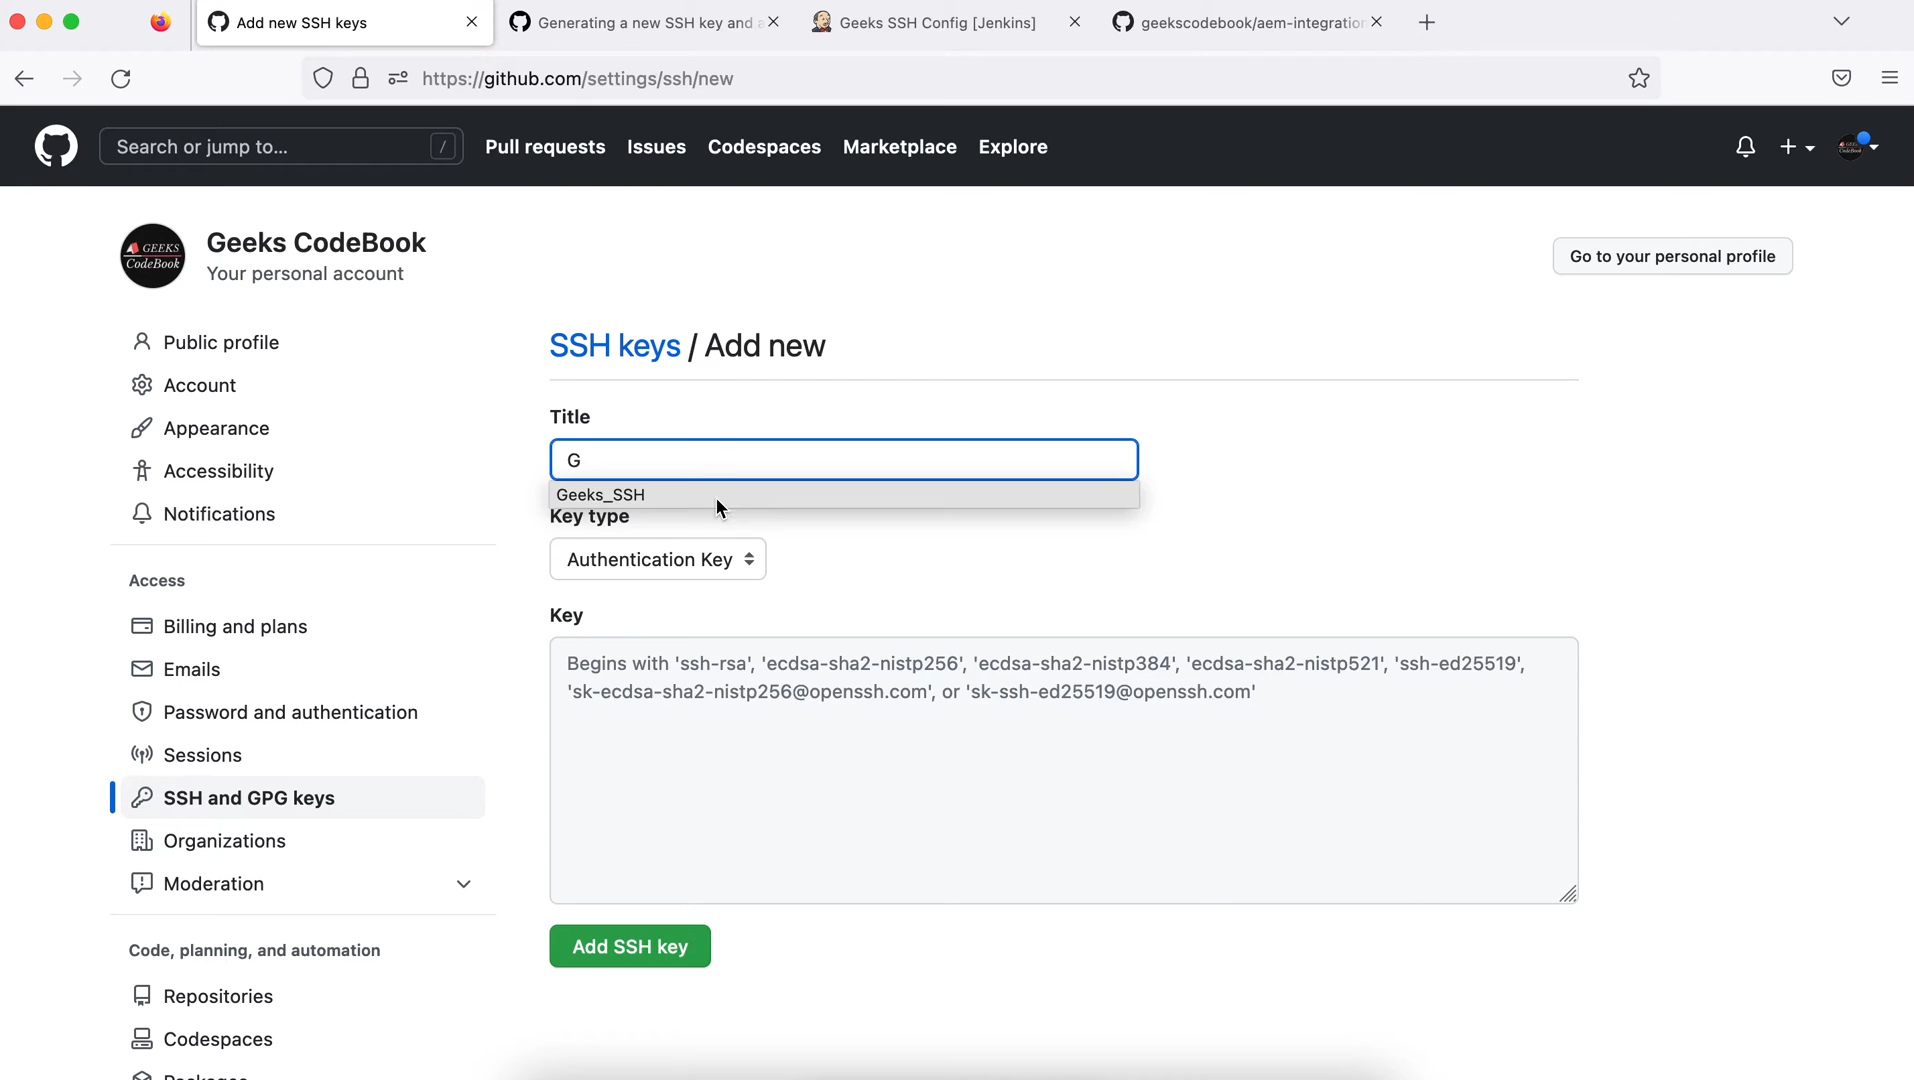 Add new SSH keys
Generating a new SSH key and a
Geeks SSH Config [Jenkins]
geekscodebook/aem-integration
https://github.com/settings/ssh/new
Search or jump to...
/
Pull requests
Issues
Codespaces
Marketplace
Explore
GEEKS
CodeBook
Geeks CodeBook
Your personal account
Go to your personal profile
Public profile
Account
Appearance
Accessibility
Notifications
Access
Billing and plans
Emails
Password and authentication
Sessions
SSH and GPG keys
Organizations
Moderation
Code, planning, and automation
Repositories
Codespaces
SSH keys / Add new
Title
G
Geeks_SSH
Key type
Authentication Key
Key
Begins with 'ssh-rsa', 'ecdsa-sha2-nistp256', 'ecdsa-sha2-nistp384', 'ecdsa-sha2-nistp521', 'ssh-ed25519',
'sk-ecdsa-sha2-nistp256@openssh.com', or 'sk-ssh-ed25519@openssh.com'
Add SSH key